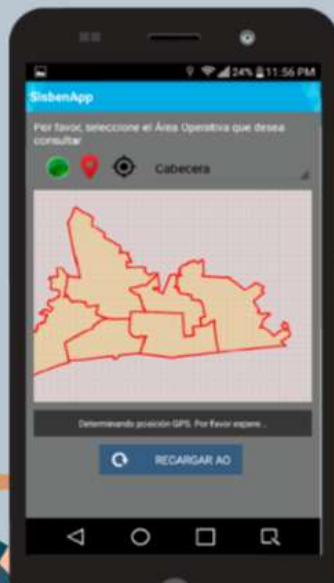 24% 11:56 PM
SisbenApp
Por favor, seleccione el Área Operativa que desea
consultar
Cabecera
Determinando posición GPS. Por favor espere...
RECARGAR AO